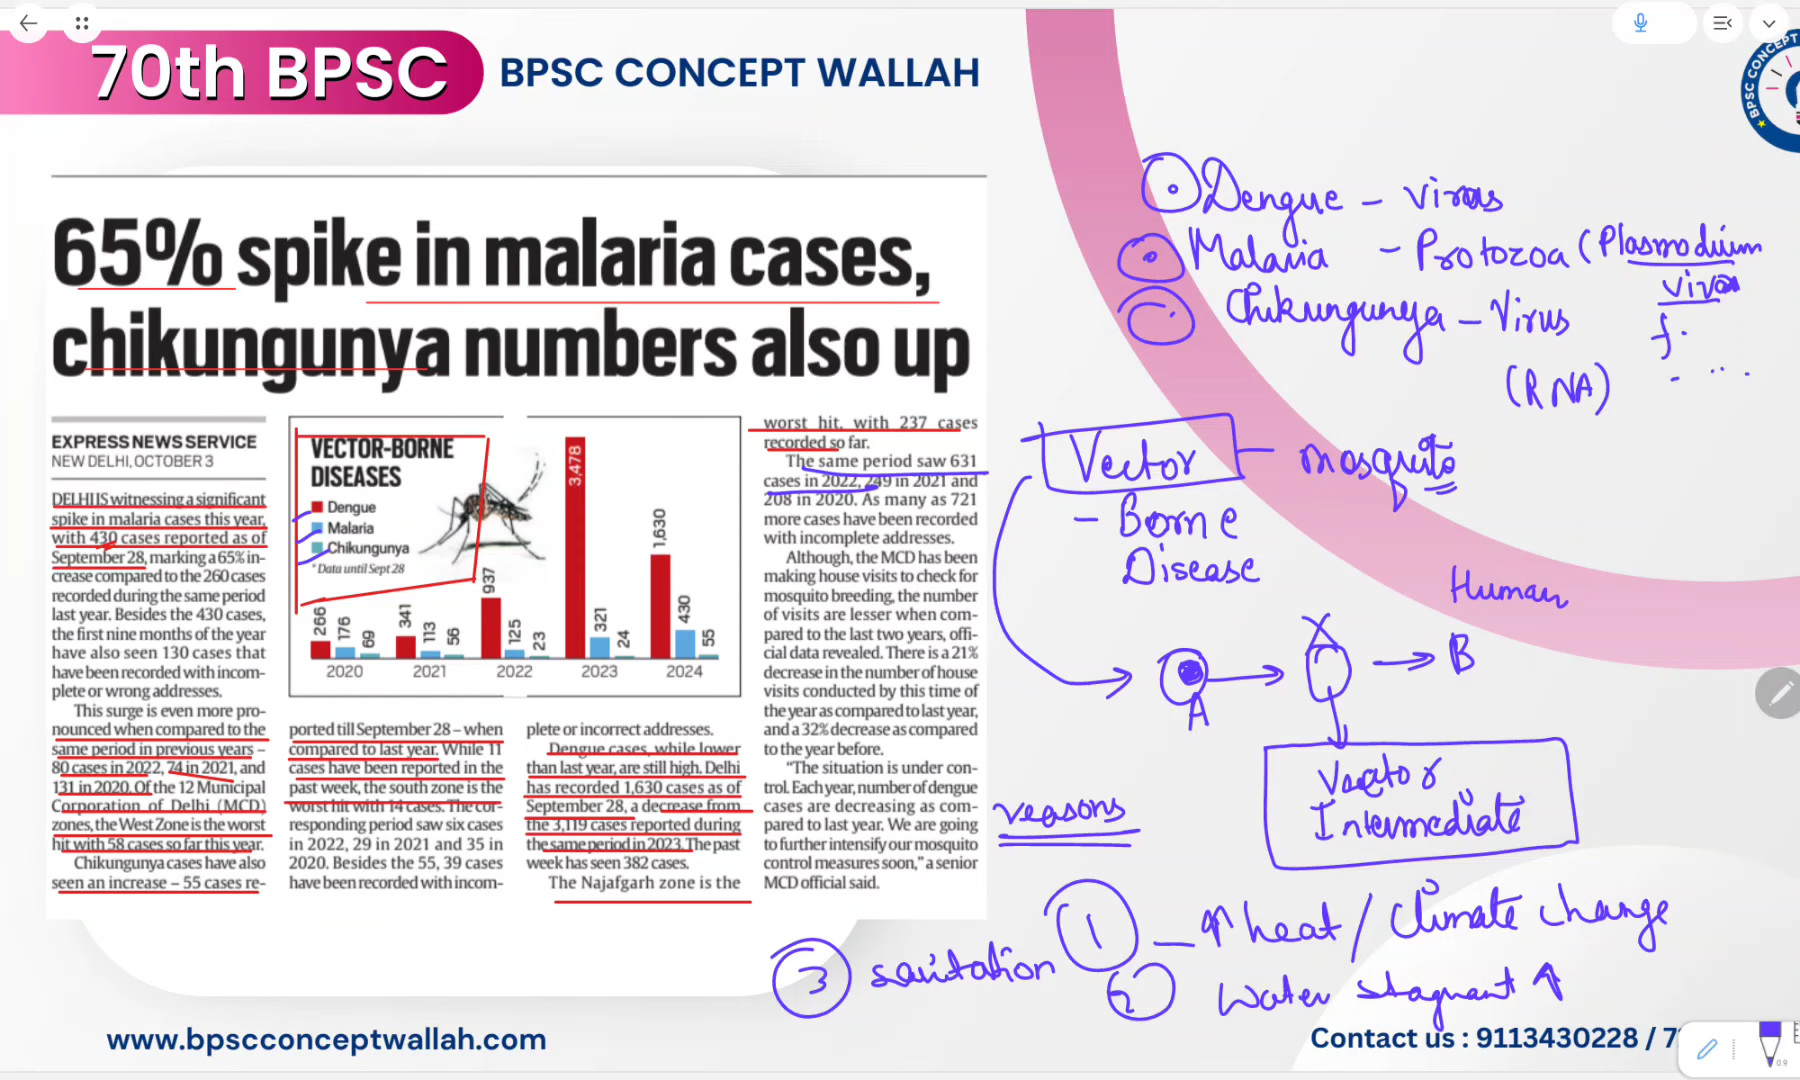 70th BPSC
BPSC CONCEPT WALLAH
65% spike in malaria cases,
chikungunya numbers also up
EXPRESS NEWS SERVICE
NEW DELHI, OCTOBER 3
DELHI IS witnessing a significant
spike in malaria cases this year,
with 430 cases reported as of
September 28, marking a 65% in-
crease compared to the 260 cases
recorded during the same period
last year. Besides the 430 cases,
the first nine months of the year
have also seen 130 cases that
have been recorded with incom-
plete or wrong addresses.
This surge is even more pro-
nounced when compared to the
same period in previous years –
80 cases in 2022, 74 in 2021, and
131 in 2020. Of the 12 Municipal
Corporation of Delhi (MCD)
zones, the West Zone is the worst
hit with 58 cases so far this year.
Chikungunya cases have also
seen an increase – 55 cases re-
VECTOR-BORNE
DISEASES
Dengue
Malaria
Chikungunya
* Data until Sept 28
266 176 69
341 113 56
937 125 23
3,478 321 24
1,630 430 55
2020 2021 2022 2023 2024
ported till September 28 – when
compared to last year. While 11
cases have been reported in the
past week, the south zone is the
worst hit with 14 cases. The cor-
responding period saw six cases
in 2022, 29 in 2021 and 35 in
2020. Besides the 55, 39 cases
have been recorded with incom-
plete or incorrect addresses.
Dengue cases, while lower
than last year, are still high. Delhi
has recorded 1,630 cases as of
September 28, a decrease from
the 3,119 cases reported during
the same period in 2023. The past
week has seen 382 cases.
The Najafgarh zone is the
worst hit, with 237 cases
recorded so far.
The same period saw 631
cases in 2022, 249 in 2021 and
208 in 2020. As many as 721
more cases have been recorded
with incomplete addresses.
Although, the MCD has been
making house visits to check for
mosquito breeding, the number
of visits are lesser when com-
pared to the last two years, offi-
cial data revealed. There is a 21%
decrease in the number of house
visits conducted by this time of
the year as compared to last year,
and a 32% decrease as compared
to the year before.
“The situation is under con-
trol. Each year, number of dengue
cases are decreasing as com-
pared to last year. We are going
to further intensify our mosquito
control measures soon,” a senior
MCD official said.
Dengue – Virus
Malaria – Protozoa (Plasmodium
Chikungunya – Virus
f.
(RNA)
Vector – mosquito
– Borne
Disease
Human
A → X → B
Vector
Intermediate
reasons
1 – ↑ heat / Climate change
2 Water stagnant ↑
3 sanitation
www.bpscconceptwallah.com
Contact us : 9113430228 / 7
BPSC CONCEPT
0.9